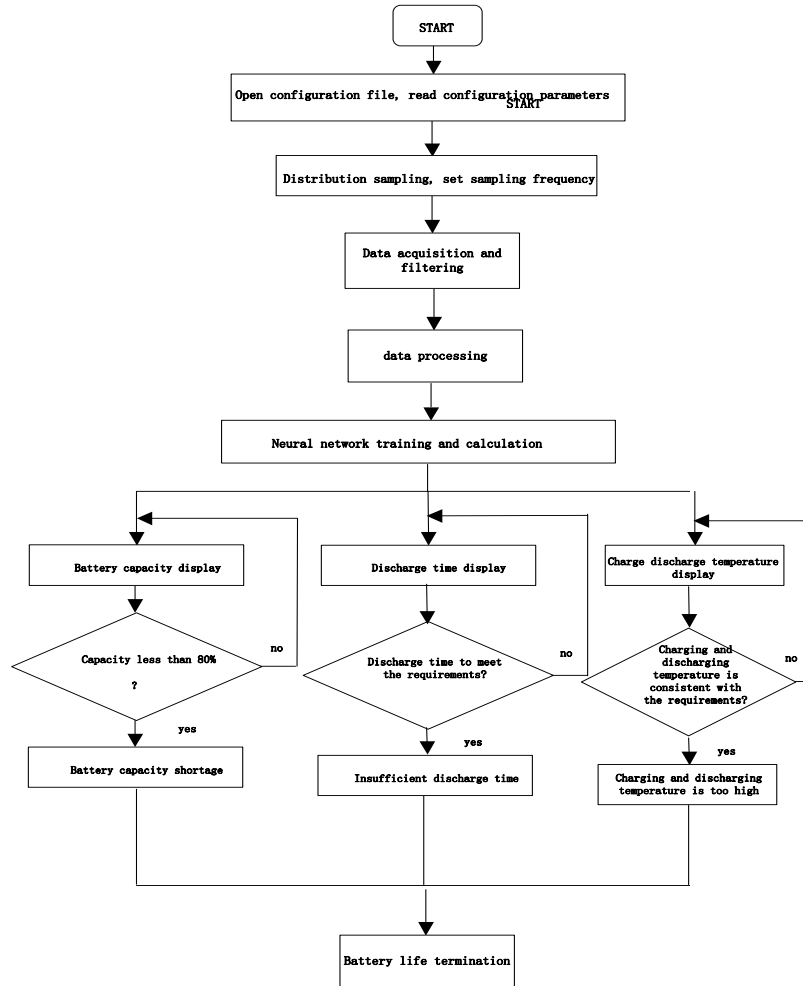 START
Open configuration file, read configuration parameters
START
Distribution sampling, set sampling frequency
Data acquisition and
filtering
data processing
Neural network training and calculation
Battery capacity display
Discharge time display
Charge discharge temperature
display
Capacity less than 80%
?
no
Discharge time to meet
the requirements?
no
Charging and
discharging
temperature is
consistent with
the requirements?
no
yes
yes
yes
Battery capacity shortage
Insufficient discharge time
Charging and discharging
temperature is too high
Battery life termination